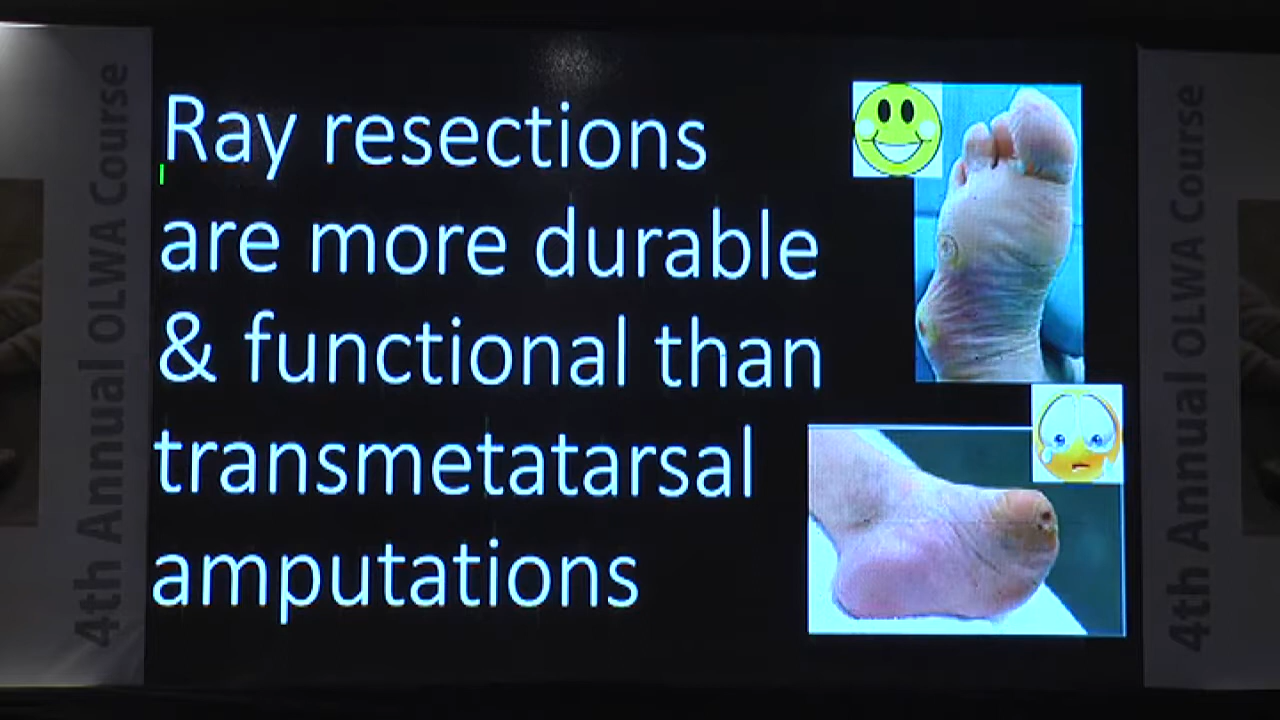 4th Annual OLWA Course
Ray resections
are more durable
& functional than
transmetatarsal
amputations
4th Annual OLWA Course